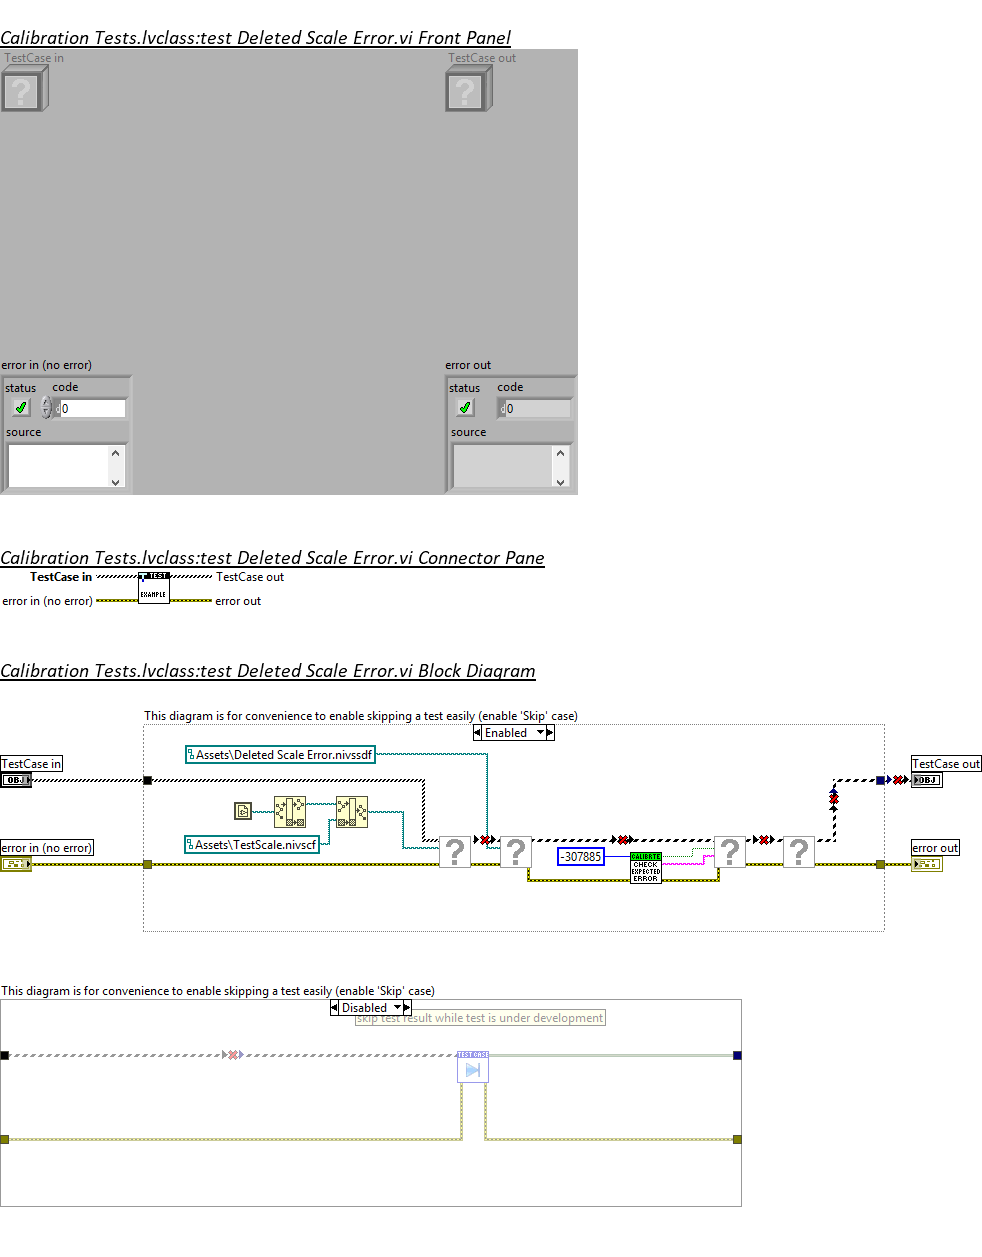 Calibration Tests.lvclass:test Deleted Scale Error.vi Front Panel
TestCase in
TestCase out
?
?
error in (no error)
error out
status
code
status
code
d
0
d
0
source
source
Calibration Tests.lvclass:test Deleted Scale Error.vi Connector Pane
TestCase in
TestCase out
TEST
EXAMPLE
error in (no error)
error out
Calibration Tests.lvclass:test Deleted Scale Error.vi Block Diagram
This diagram is for convenience to enable skipping a test easily (enable 'Skip' case)
Enabled
Assets\Deleted Scale Error.nivssdf
TestCase in
TestCase out
OBJ
OBJ
Assets\TestScale.nivscf
error in (no error)
error out
?
?
?
?
-307885
CALIBRTE
CHECK
EXPECTED
ERROR
This diagram is for convenience to enable skipping a test easily (enable 'Skip' case)
Disabled
skip test result while test is under development
TEST CASE